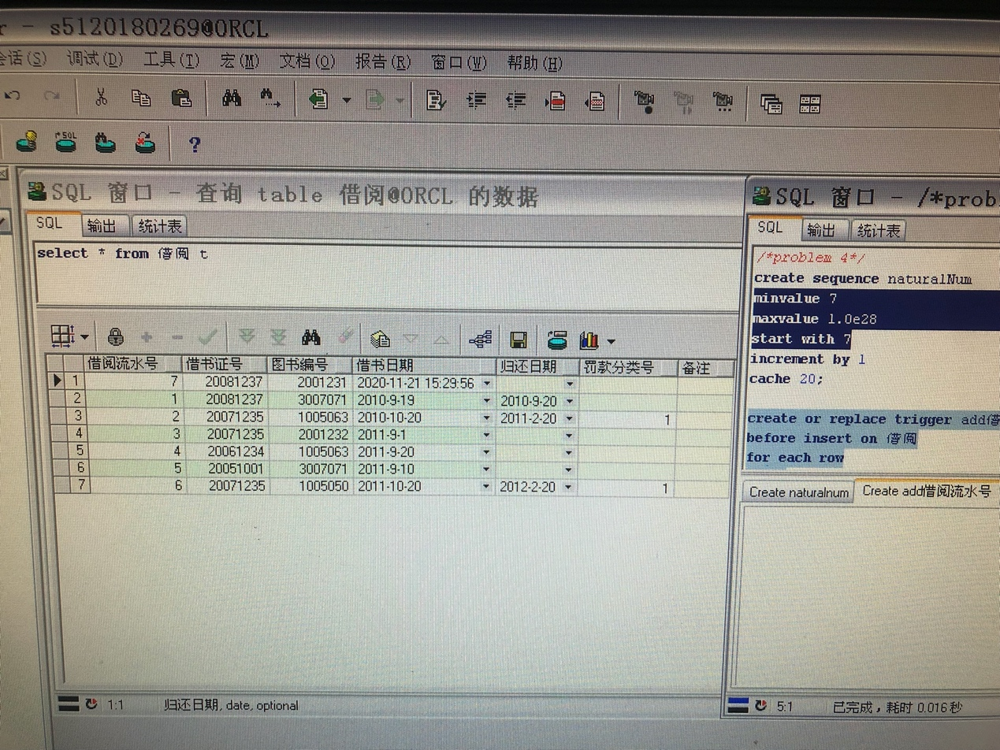 r - s5120180269@ORCL
会话(S) 调试(D) 工具(T) 宏(M) 文档(O) 报告(R) 窗口(W) 帮助(H)
SQL
?
SQL 窗口 - 查询 table 借阅@ORCL 的数据
SQL 输出 统计表
select * from 借阅 t
借阅流水号 借书证号 图书编号 借书日期 归还日期 罚款分类号 备注
1 7 20081237 2001231 2020-11-21 15:29:56
2 1 20081237 3007071 2010-9-19 2010-9-20
3 2 20071235 1005063 2010-10-20 2011-2-20 1
4 3 20071235 2001232 2011-9-1
5 4 20061234 1005063 2011-9-20
6 5 20051001 3007071 2011-9-10
7 6 20071235 1005050 2011-10-20 2012-2-20 1
1:1 归还日期, date, optional
SQL 窗口 - /*prob
SQL 输出 统计表
/*problem 4*/
create sequence naturalNum
minvalue 7
maxvalue 1.0e28
start with 7
increment by 1
cache 20;
create or replace trigger add借
before insert on 借阅
for each row
Create naturalnum Create add借阅流水号
5:1 已完成，耗时 0.016 秒